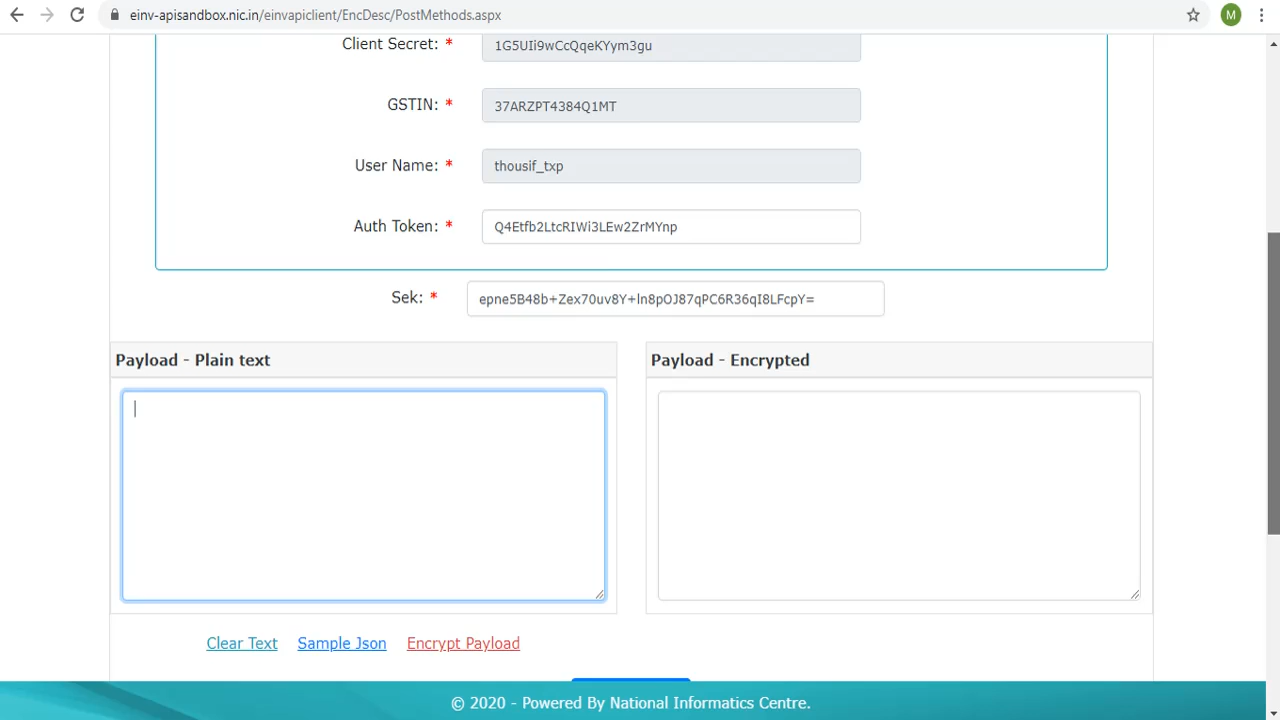 einv-apisandbox.nic.in/einvapiclient/EncDesc/PostMethods.aspx
M
Client Secret: * 1G5UIi9wCcQqeKYym3gu
GSTIN: * 37ARZPT4384Q1MT
User Name: * thousif_txp
Auth Token: * Q4Etfb2LtcRIWi3LEw2ZrMYnp
Sek: * epne5B48b+Zex70uv8Y+ln8pOJ87qPC6R36qI8LFcpY=
Payload - Plain text
Payload - Encrypted
Clear Text Sample Json Encrypt Payload
© 2020 - Powered By National Informatics Centre.